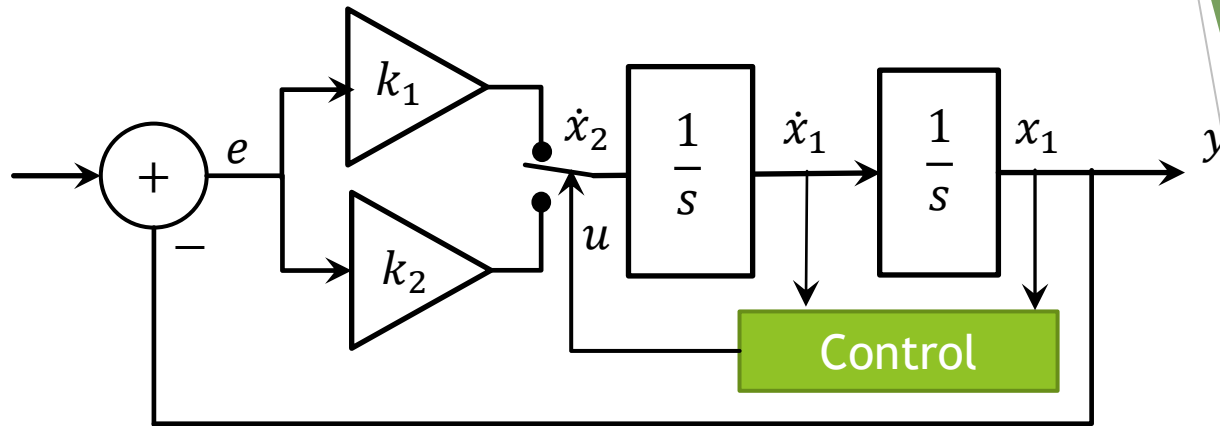 k₁
+
−
e
k₂
ẋ₂
u
1/s
ẋ₁
1/s
x₁
y
Control